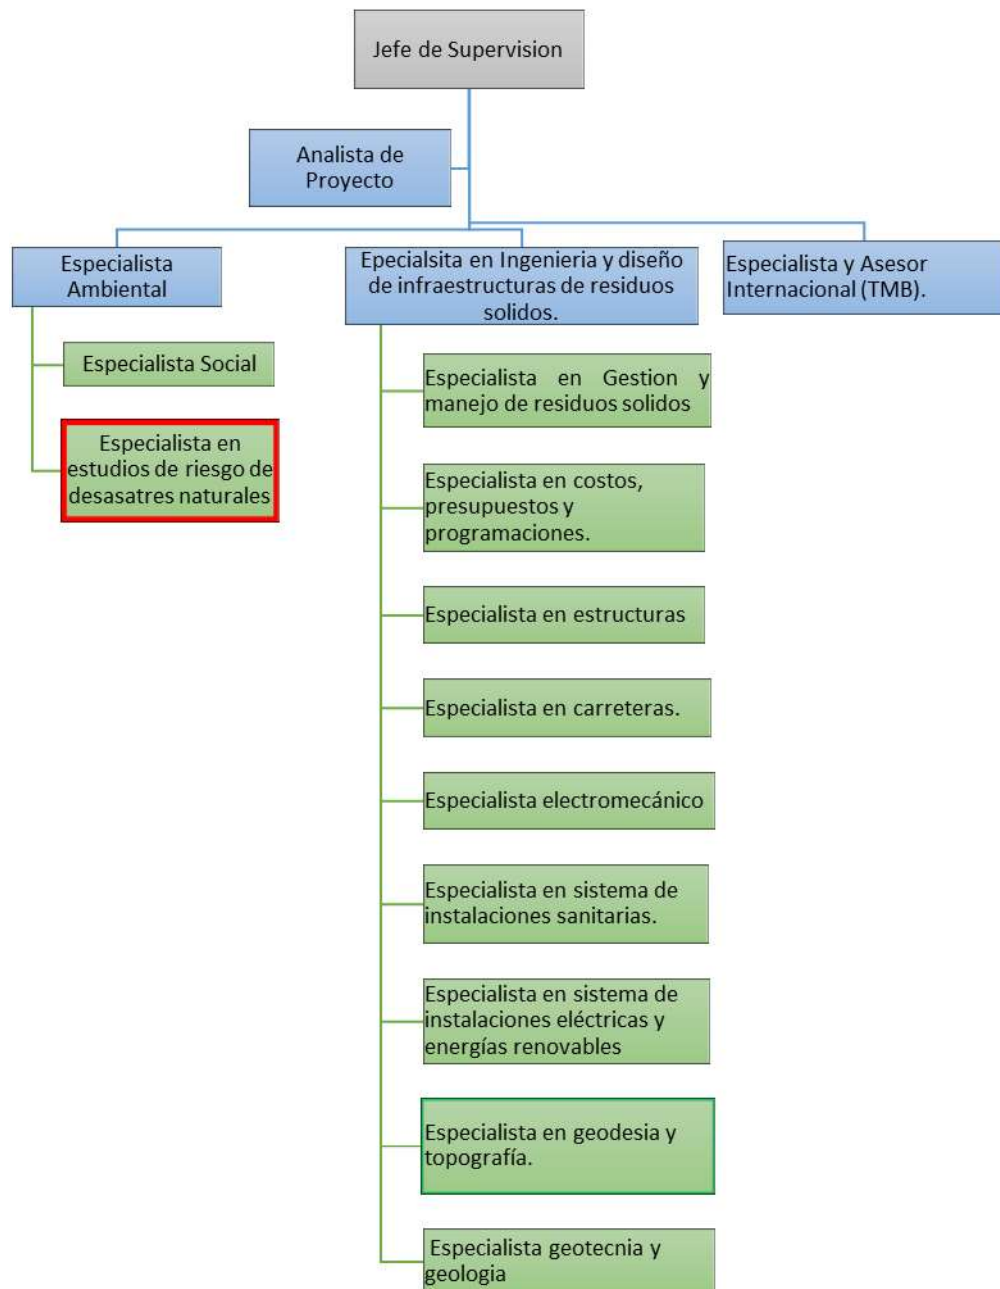 Jefe de Supervision
Analista de
Proyecto
Especialista
Ambiental
Epecialsita en Ingenieria y diseño
de infraestructuras de residuos
solidos.
Especialista y Asesor
Internacional (TMB).
Especialista Social
Especialista en
estudios de riesgo de
desasatres naturales
Especialista en Gestion y
manejo de residuos solidos
Especialista en costos,
presupuestos y
programaciones.
Especialista en estructuras
Especialista en carreteras.
Especialista electromecánico
Especialista en sistema de
instalaciones sanitarias.
Especialista en sistema de
instalaciones eléctricas y
energías renovables
Especialista en geodesia y
topografía.
Especialista geotecnia y
geologia